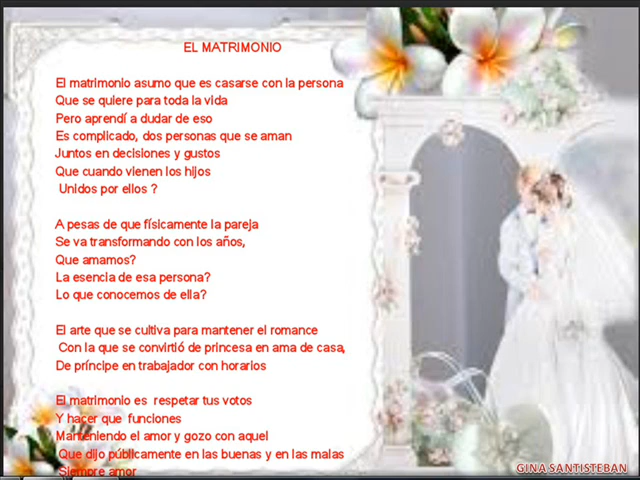 EL MATRIMONIO
El matrimonio asumo que es casarse con la persona
Que se quiere para toda la vida
Pero aprendí a dudar de eso
Es complicado, dos personas que se aman
Juntos en decisiones y gustos
Que cuando vienen los hijos
Unidos por ellos ?
A pesas de que físicamente la pareja
Se va transformando con los años,
Que amamos?
La esencia de esa persona?
Lo que conocemos de ella?
El arte que se cultiva para mantener el romance
Con la que se convirtió de princesa en ama de casa,
De príncipe en trabajador con horarios
El matrimonio es respetar tus votos
Y hacer que funciones
Manteniendo el amor y gozo con aquel
Que dijo públicamente en las buenas y en las malas
Siempre amor
GINA SANTISTEBAN